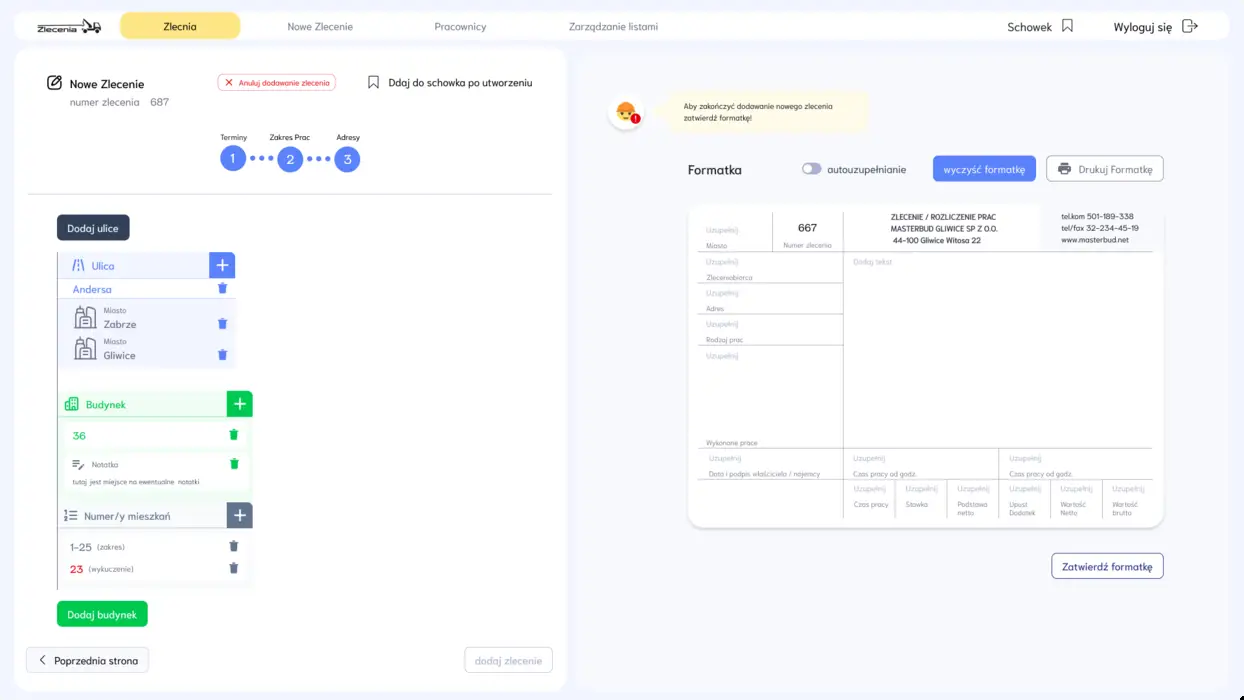 Zlecenia
Zlecnia
Nowe Zlecenie
Pracownicy
Zarządzanie listami
Schowek
Wyloguj się
Nowe Zlecenie
numer zlecenia 687
Anuluj dodawanie zlecenia
Ddaj do schowka po utworzeniu
Terminy
Zakres Prac
Adresy
1
2
3
Dodaj ulice
Ulica
Andersa
Miasto
Zabrze
Miasto
Gliwice
Budynek
36
Notatka
tutaj jest miejsce na ewentualne notatki
Numer/y mieszkań
1-25 (zakres)
23 (wykuczenie)
Dodaj budynek
Poprzednia strona
dodaj zlecenie
Aby zakończyć dodawanie nowego zlecenia
zatwierdź formatkę!
Formatka
autouzupełnianie
wyczyść formatkę
Drukuj Formatkę
Uzupełnij
Miasto
667
Numer zlecenia
ZLECENIE / ROZLICZENIE PRAC
MASTERBUD GLIWICE SP Z O.O.
44-100 Gliwice Witosa 22
tel.kom 501-189-338
tel/fax 32-234-45-19
www.masterbud.net
Uzupełnij
Zleceniobierca
Dodaj tekst
Uzupełnij
Adres
Uzupełnij
Rodzaj prac
Uzupełnij
Wykonane prace
Uzupełnij
Data i podpis właściciela / najemcy
Uzupełnij
Czas pracy od godz.
Uzupełnij
Czas pracy od godz.
Uzupełnij
Czas pracy
Uzupełnij
Stawka
Uzupełnij
Podstawa
netto
Uzupełnij
Upust
Dodatek
Uzupełnij
Wartość
Netto
Uzupełnij
Wartość
brutto
Zatwierdź formatkę